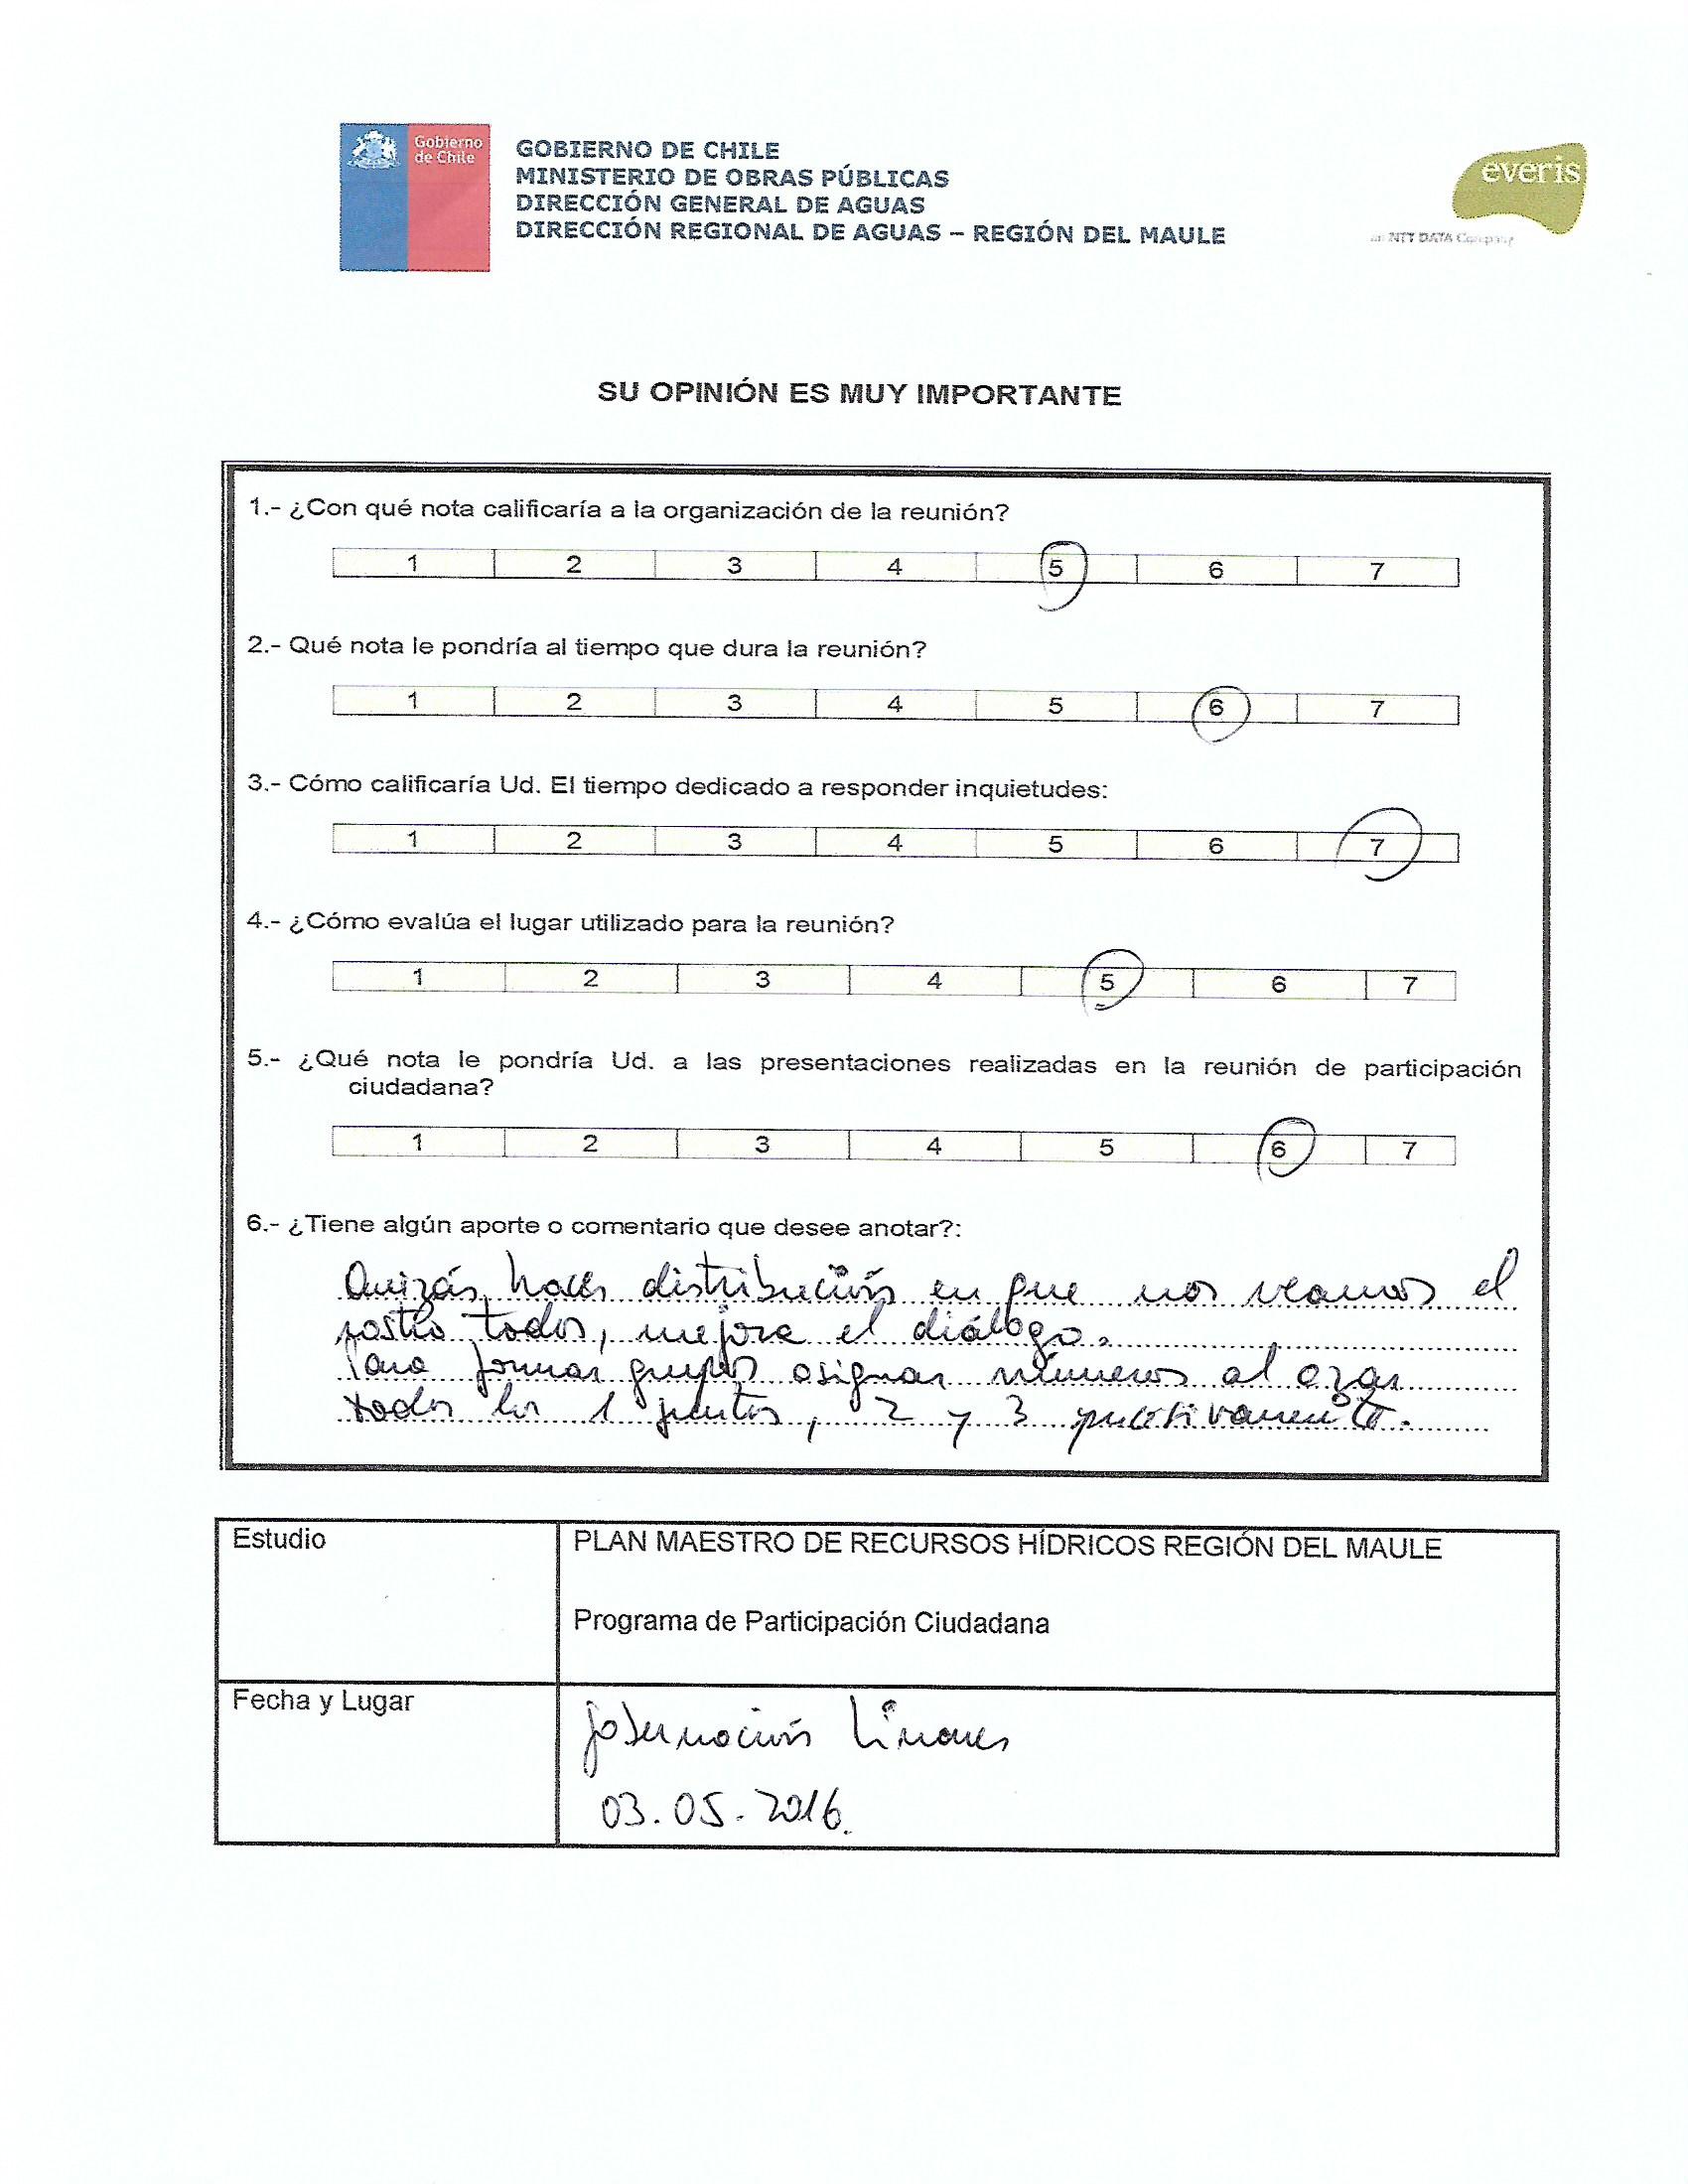 Gobierno
de Chile
GOBIERNO DE CHILE
MINISTERIO DE OBRAS PÚBLICAS
DIRECCIÓN GENERAL DE AGUAS
DIRECCIÓN REGIONAL DE AGUAS – REGIÓN DEL MAULE
everis
an NTT DATA Company
SU OPINIÓN ES MUY IMPORTANTE
1.- ¿Con qué nota calificaría a la organización de la reunión?
1 2 3 4 5 6 7
2.- Qué nota le pondría al tiempo que dura la reunión?
1 2 3 4 5 6 7
3.- Cómo calificaría Ud. El tiempo dedicado a responder inquietudes:
1 2 3 4 5 6 7
4.- ¿Cómo evalúa el lugar utilizado para la reunión?
1 2 3 4 5 6 7
5.- ¿Qué nota le pondría Ud. a las presentaciones realizadas en la reunión de participación
ciudadana?
1 2 3 4 5 6 7
6.- ¿Tiene algún aporte o comentario que desee anotar?:
Quizás hacer distribución en que nos veamos el
rostro todos, mejora el diálogo.
Para formar grupos asignar números al azar
todos los 1 juntos, 2 y 3
Estudio
PLAN MAESTRO DE RECURSOS HÍDRICOS REGIÓN DEL MAULE
Programa de Participación Ciudadana
Fecha y Lugar
Gobernación Linares
03.05.2016.